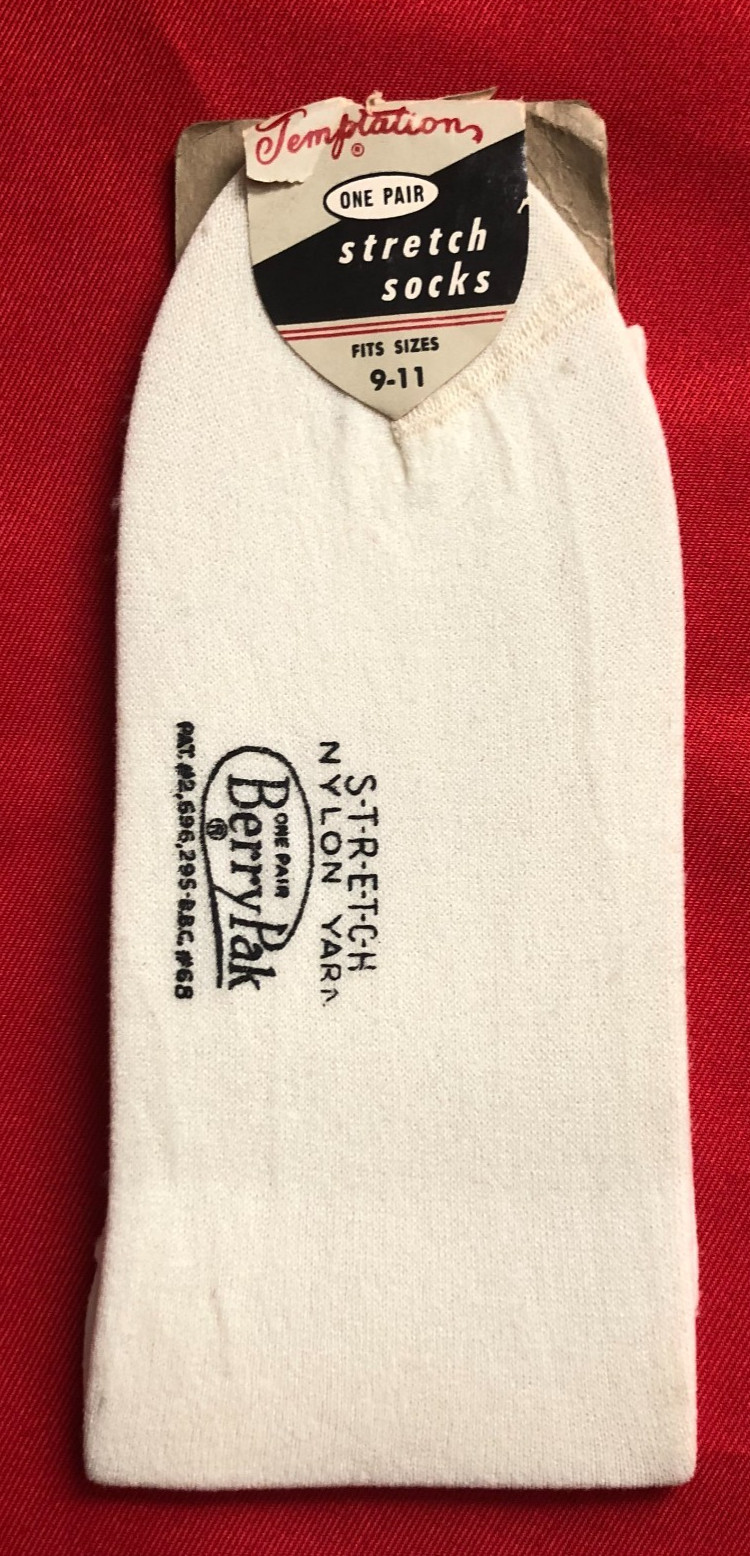 Temptation
®
ONE PAIR
stretch
socks
FITS SIZES
9-11
S-T-R-E-T-C-H
NYLON YARN
ONE PAIR
BerryPak
®
PAT.#2,696,295-B.B.C. #68